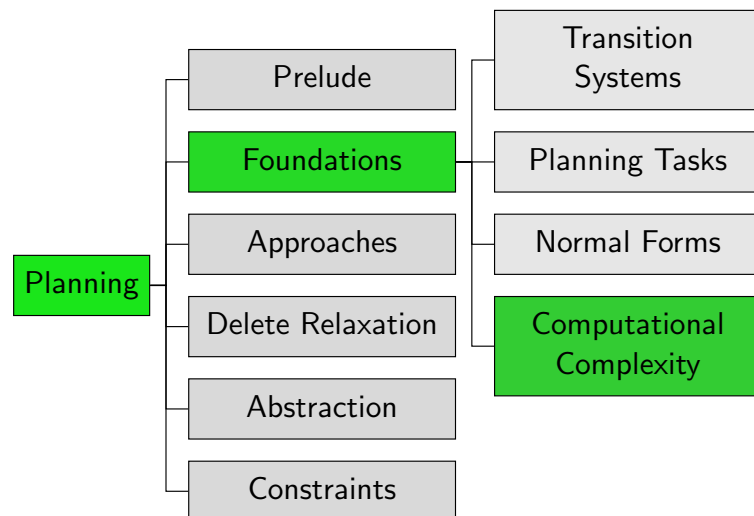 Planning
Prelude
Foundations
Approaches
Delete Relaxation
Abstraction
Constraints
Transition
Systems
Planning Tasks
Normal Forms
Computational
Complexity